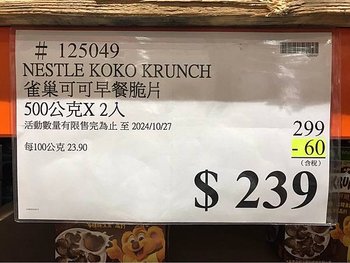 # 125049
NESTLE KOKO KRUNCH
雀巢可可早餐脆片
500公克X 2入
活動數量有限售完為止 至 2024/10/27
299
- 60
每100公克 23.90
(含稅)
$ 239